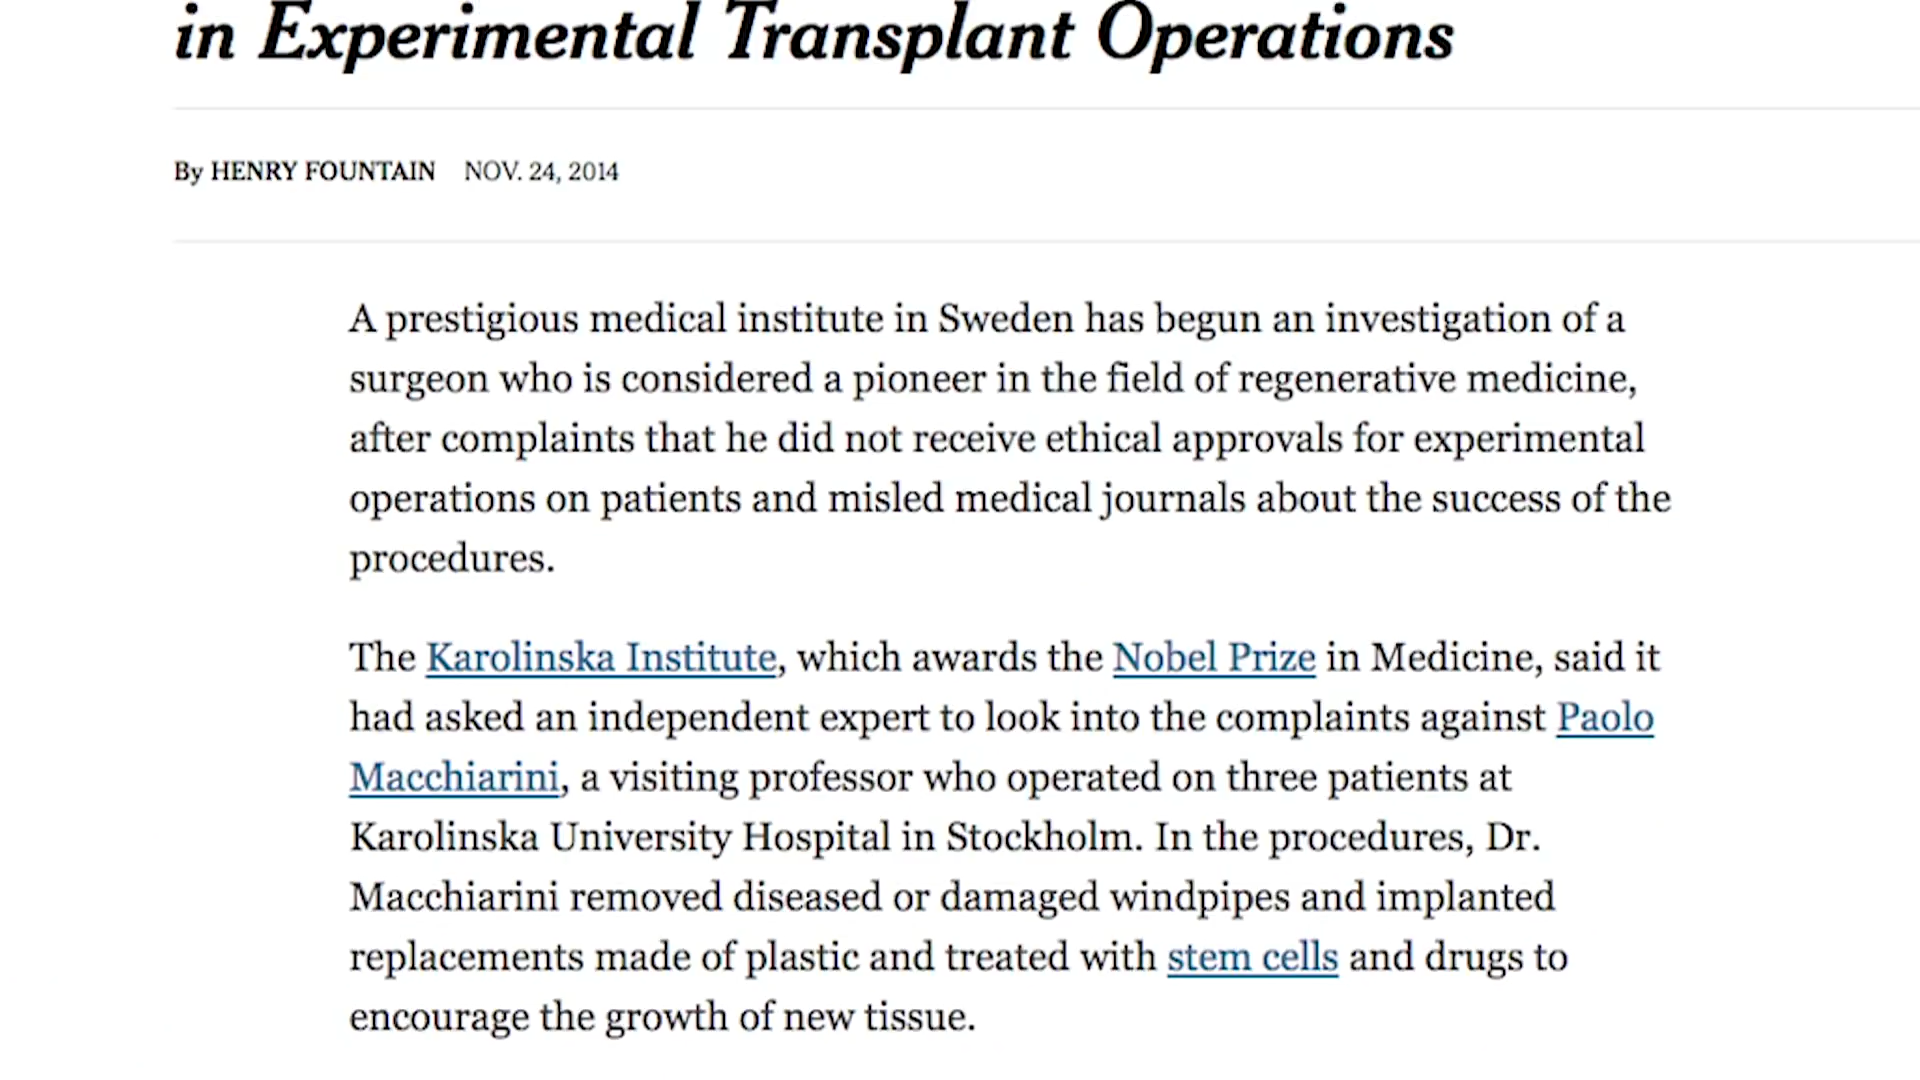 in Experimental Transplant Operations
By HENRY FOUNTAIN NOV. 24, 2014
A prestigious medical institute in Sweden has begun an investigation of a
surgeon who is considered a pioneer in the field of regenerative medicine,
after complaints that he did not receive ethical approvals for experimental
operations on patients and misled medical journals about the success of the
procedures.
The Karolinska Institute, which awards the Nobel Prize in Medicine, said it
had asked an independent expert to look into the complaints against Paolo
Macchiarini, a visiting professor who operated on three patients at
Karolinska University Hospital in Stockholm. In the procedures, Dr.
Macchiarini removed diseased or damaged windpipes and implanted
replacements made of plastic and treated with stem cells and drugs to
encourage the growth of new tissue.